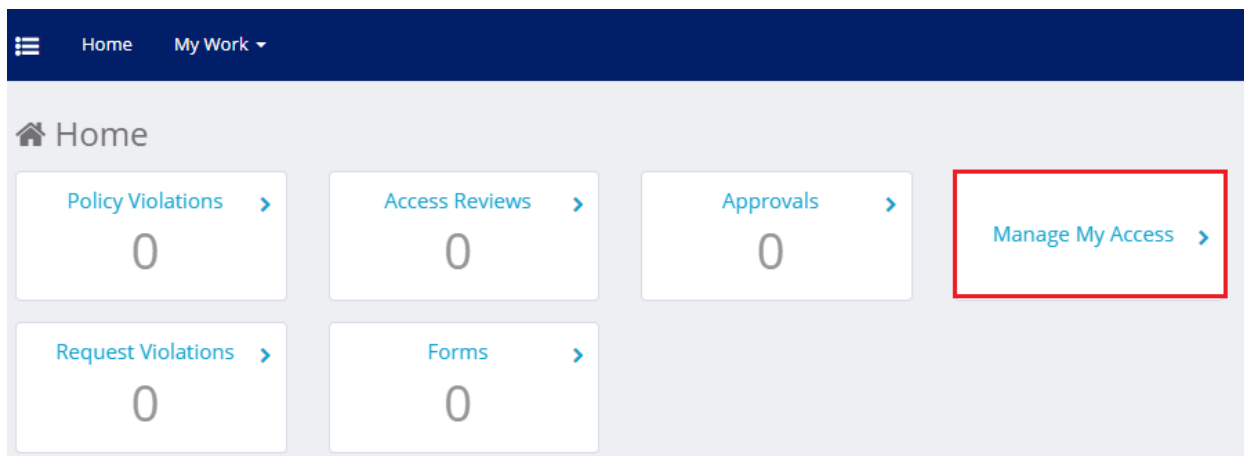 Home My Work
Home
Policy Violations
0
Access Reviews
0
Approvals
0
Manage My Access
Request Violations
0
Forms
0